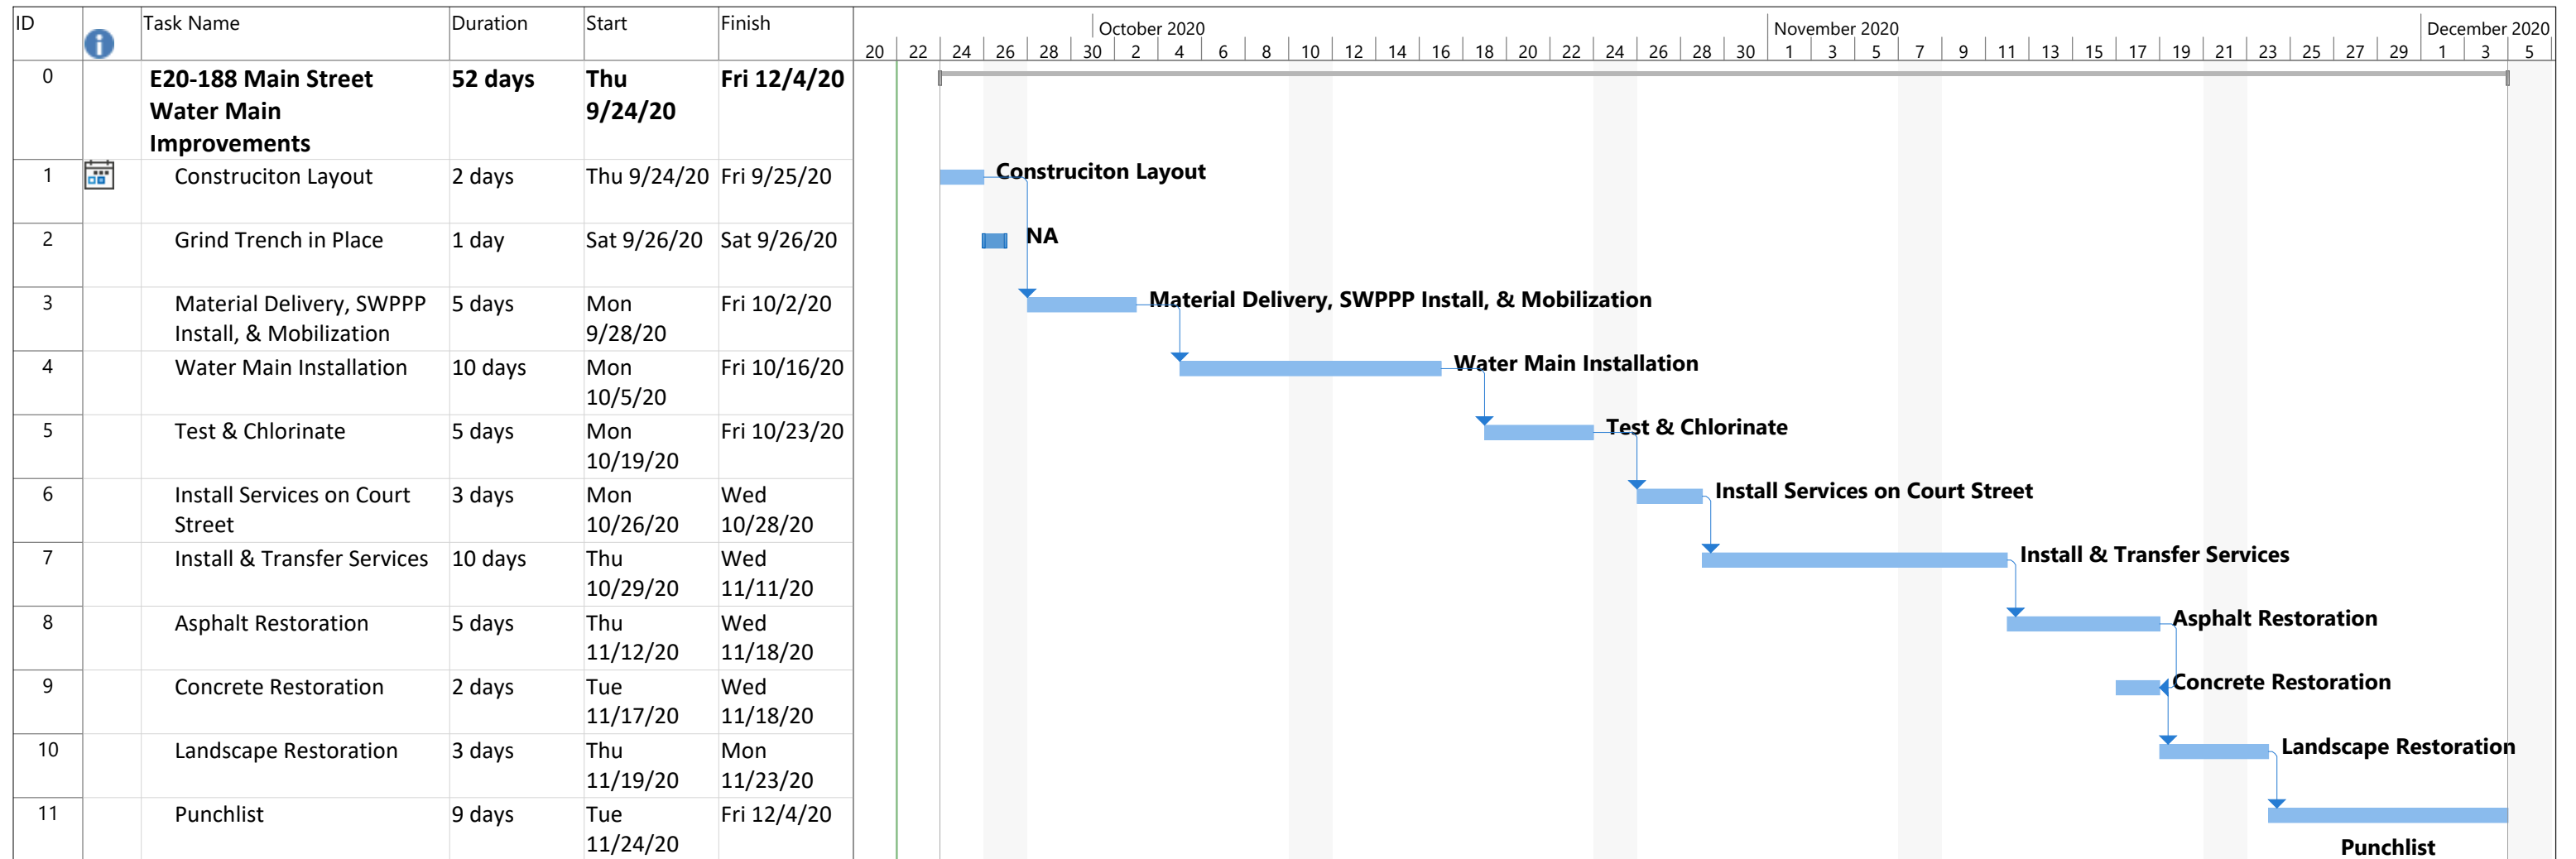 ID Task Name Duration Start Finish
October 2020 November 2020 December 2020
20 22 24 26 28 30 2 4 6 8 10 12 14 16 18 20 22 24 26 28 30 1 3 5 7 9 11 13 15 17 19 21 23 25 27 29 1 3 5
0 E20-188 Main Street 52 days Thu Fri 12/4/20
Water Main 9/24/20
Improvements
1 Construciton Layout 2 days Thu 9/24/20 Fri 9/25/20 Construciton Layout
2 Grind Trench in Place 1 day Sat 9/26/20 Sat 9/26/20 NA
3 Material Delivery, SWPPP 5 days Mon Fri 10/2/20 Material Delivery, SWPPP Install, & Mobilization
Install, & Mobilization 9/28/20
4 Water Main Installation 10 days Mon Fri 10/16/20 Water Main Installation
10/5/20
5 Test & Chlorinate 5 days Mon Fri 10/23/20 Test & Chlorinate
10/19/20
6 Install Services on Court 3 days Mon Wed Install Services on Court Street
Street 10/26/20 10/28/20
7 Install & Transfer Services 10 days Thu Wed Install & Transfer Services
10/29/20 11/11/20
8 Asphalt Restoration 5 days Thu Wed Asphalt Restoration
11/12/20 11/18/20
9 Concrete Restoration 2 days Tue Wed Concrete Restoration
11/17/20 11/18/20
10 Landscape Restoration 3 days Thu Mon Landscape Restoration
11/19/20 11/23/20
11 Punchlist 9 days Tue Fri 12/4/20
11/24/20 Punchlist